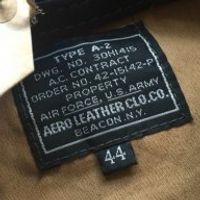 TYPE A-2
DWG. NO. 30H1415
A.C. CONTRACT
ORDER NO. 42-15142-P
PROPERTY
AIR FORCE, U.S. ARMY
AERO LEATHER CLO. CO.
BEACON. N.Y.
44